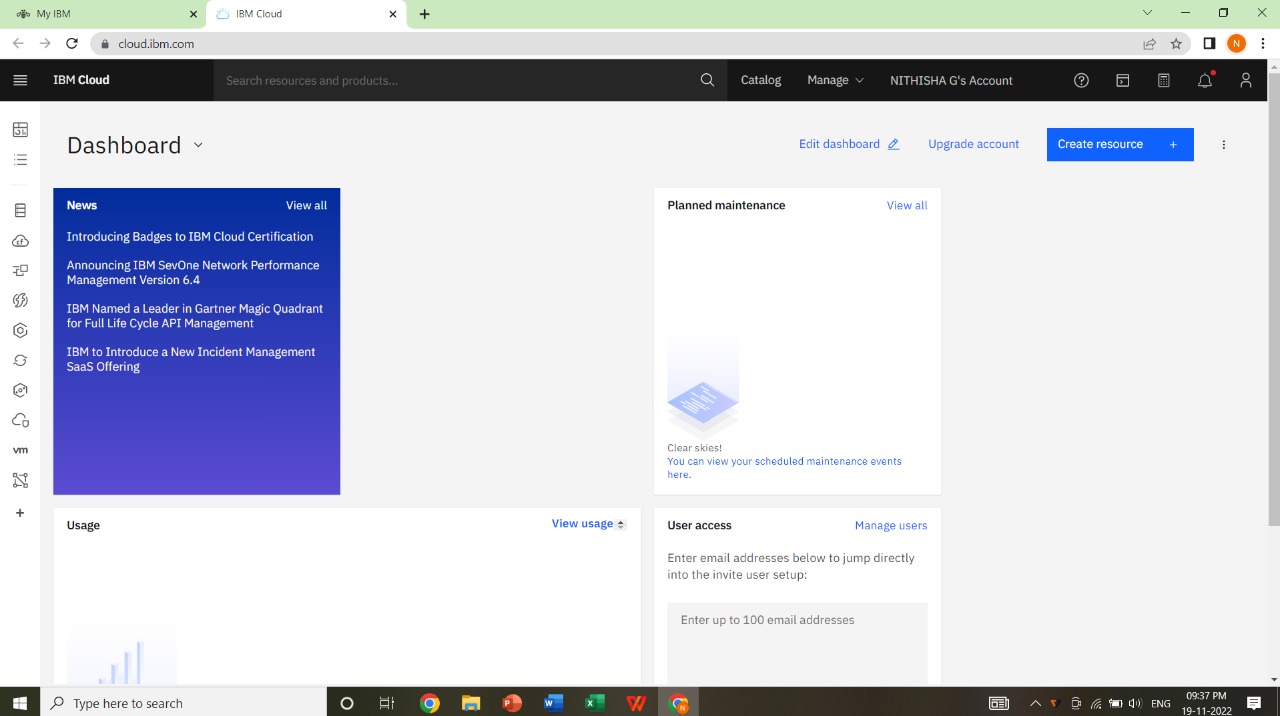 My IBM
IBM Cloud
cloud.ibm.com
N
IBM Cloud
Search resources and products...
Catalog
Manage
NITHISHA G's Account
Dashboard
Edit dashboard
Upgrade account
Create resource +
News
View all
Introducing Badges to IBM Cloud Certification
Announcing IBM SevOne Network Performance
Management Version 6.4
IBM Named a Leader in Gartner Magic Quadrant
for Full Life Cycle API Management
IBM to Introduce a New Incident Management
SaaS Offering
Planned maintenance
View all
Clear skies!
You can view your scheduled maintenance events
here.
vm
Usage
View usage
User access
Manage users
Enter email addresses below to jump directly
into the invite user setup:
Enter up to 100 email addresses
Type here to search
ENG
09:37 PM
19-11-2022